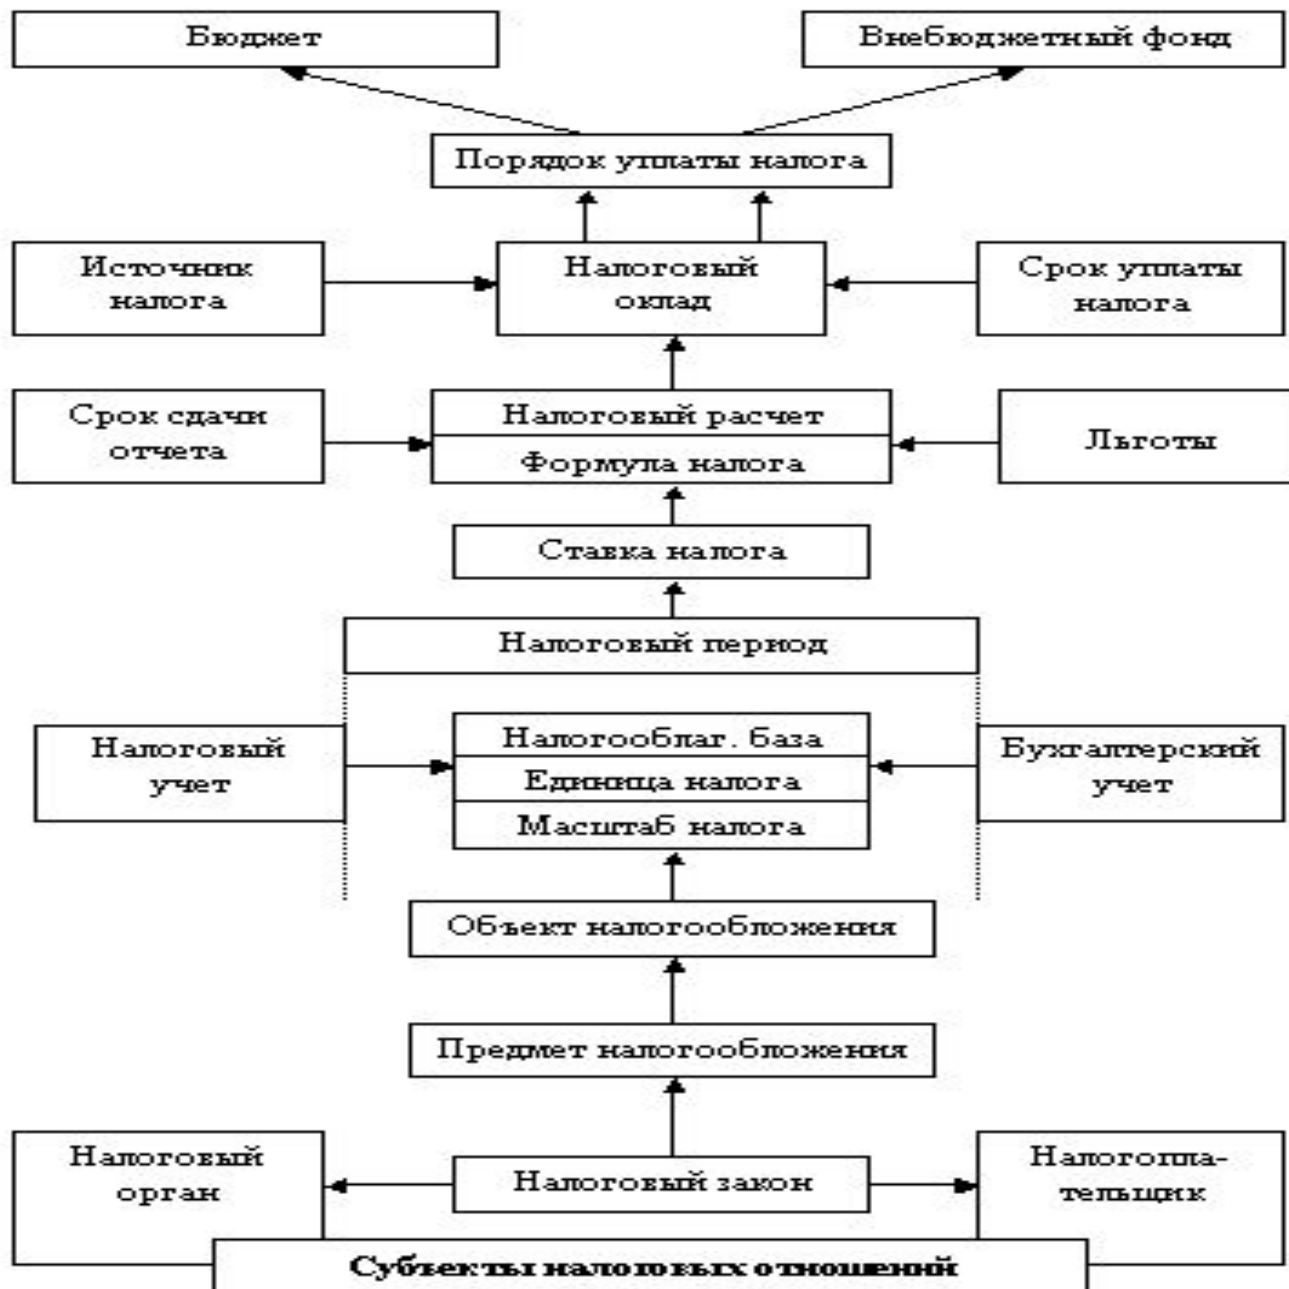 Бюджет
Внебюджетный фонд
Порядок уплаты налога
Источник
налога
Налоговый
оклад
Срок уплаты
налога
Срок сдачи
отчета
Налоговый расчет
Формула налога
Льготы
Ставка налога
Налоговый период
Налоговый
учет
Налогооблаг. база
Единица налога
Масштаб налога
Бухгалтерский
учет
Объект налогообложения
Предмет налогообложения
Налоговый
орган
Налоговый закон
Налогопла-
тельщик
Субъекты налоговых отношений